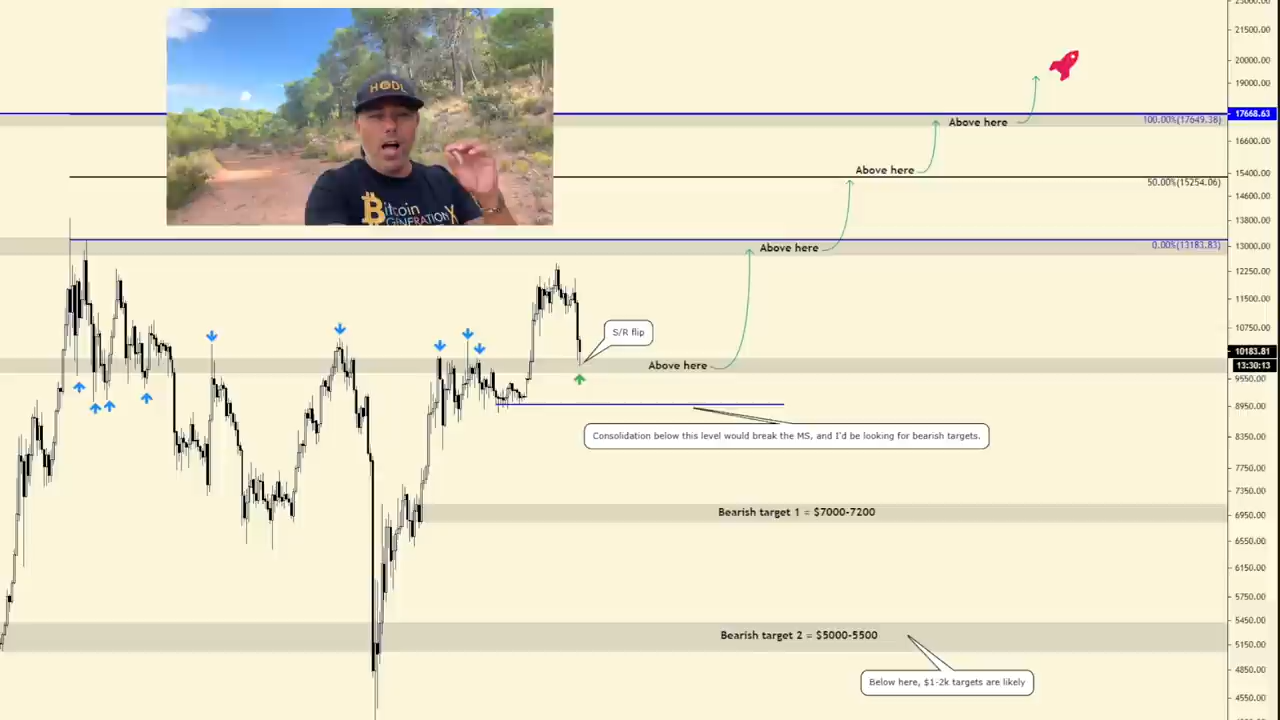 25000.00
21500.00
20000.00
19000.00
HODL
Above here
100.00%(17649.38)
17668.63
16600.00
Bitcoin
GENERATION X
Above here
50.00%(15254.06)
15400.00
14600.00
13800.00
Above here
0.00%(13183.83)
13000.00
12250.00
11500.00
10750.00
S/R flip
10183.81
13:30:13
Above here
9550.00
8950.00
Consolidation below this level would break the MS, and I'd be looking for bearish targets.
8350.00
7750.00
7350.00
Bearish target 1 = $7000-7200
6950.00
6550.00
6150.00
5750.00
5450.00
Bearish target 2 = $5000-5500
5150.00
4850.00
Below here, $1-2k targets are likely
4550.00